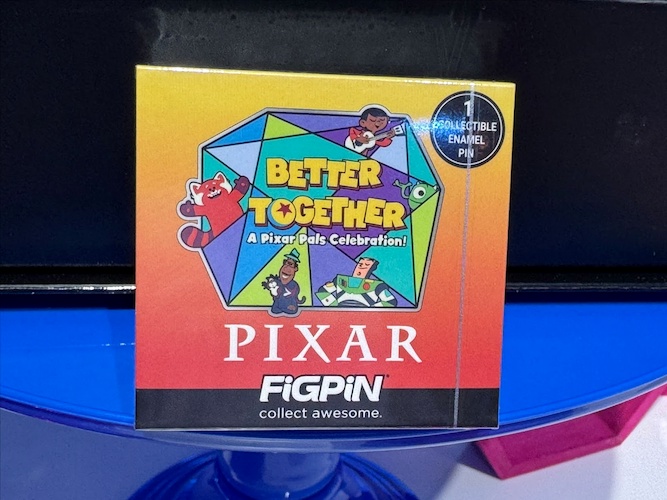 1
COLLECTIBLE
ENAMEL
PIN
BETTER
TOGETHER
A Pixar Pals Celebration!
PIXAR
FiGPiN
collect awesome.